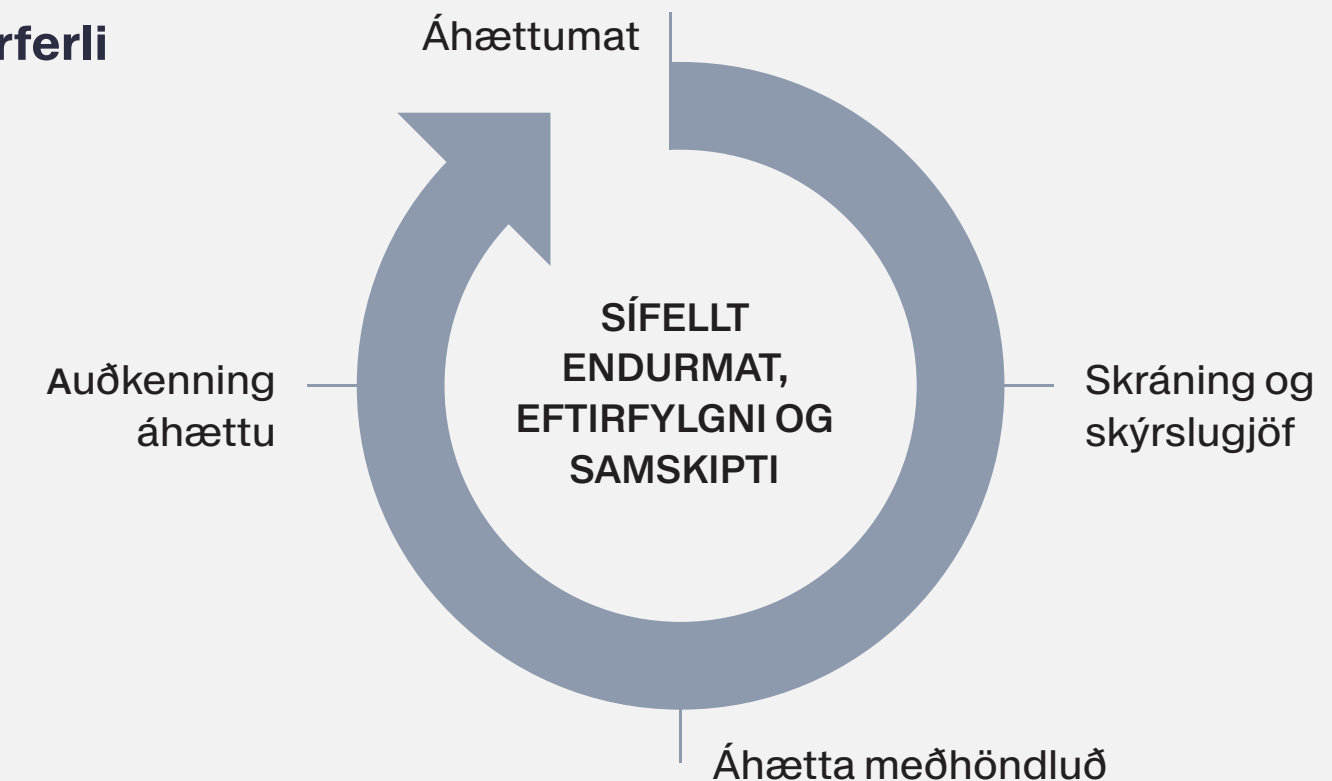 rferli
Áhættumat
SÍFELLT
ENDURMAT,
EFTIRFYLGNI OG
SAMSKIPTI
Auðkenning
áhættu
Skráning og
skýrslugjöf
Áhætta meðhöndluð